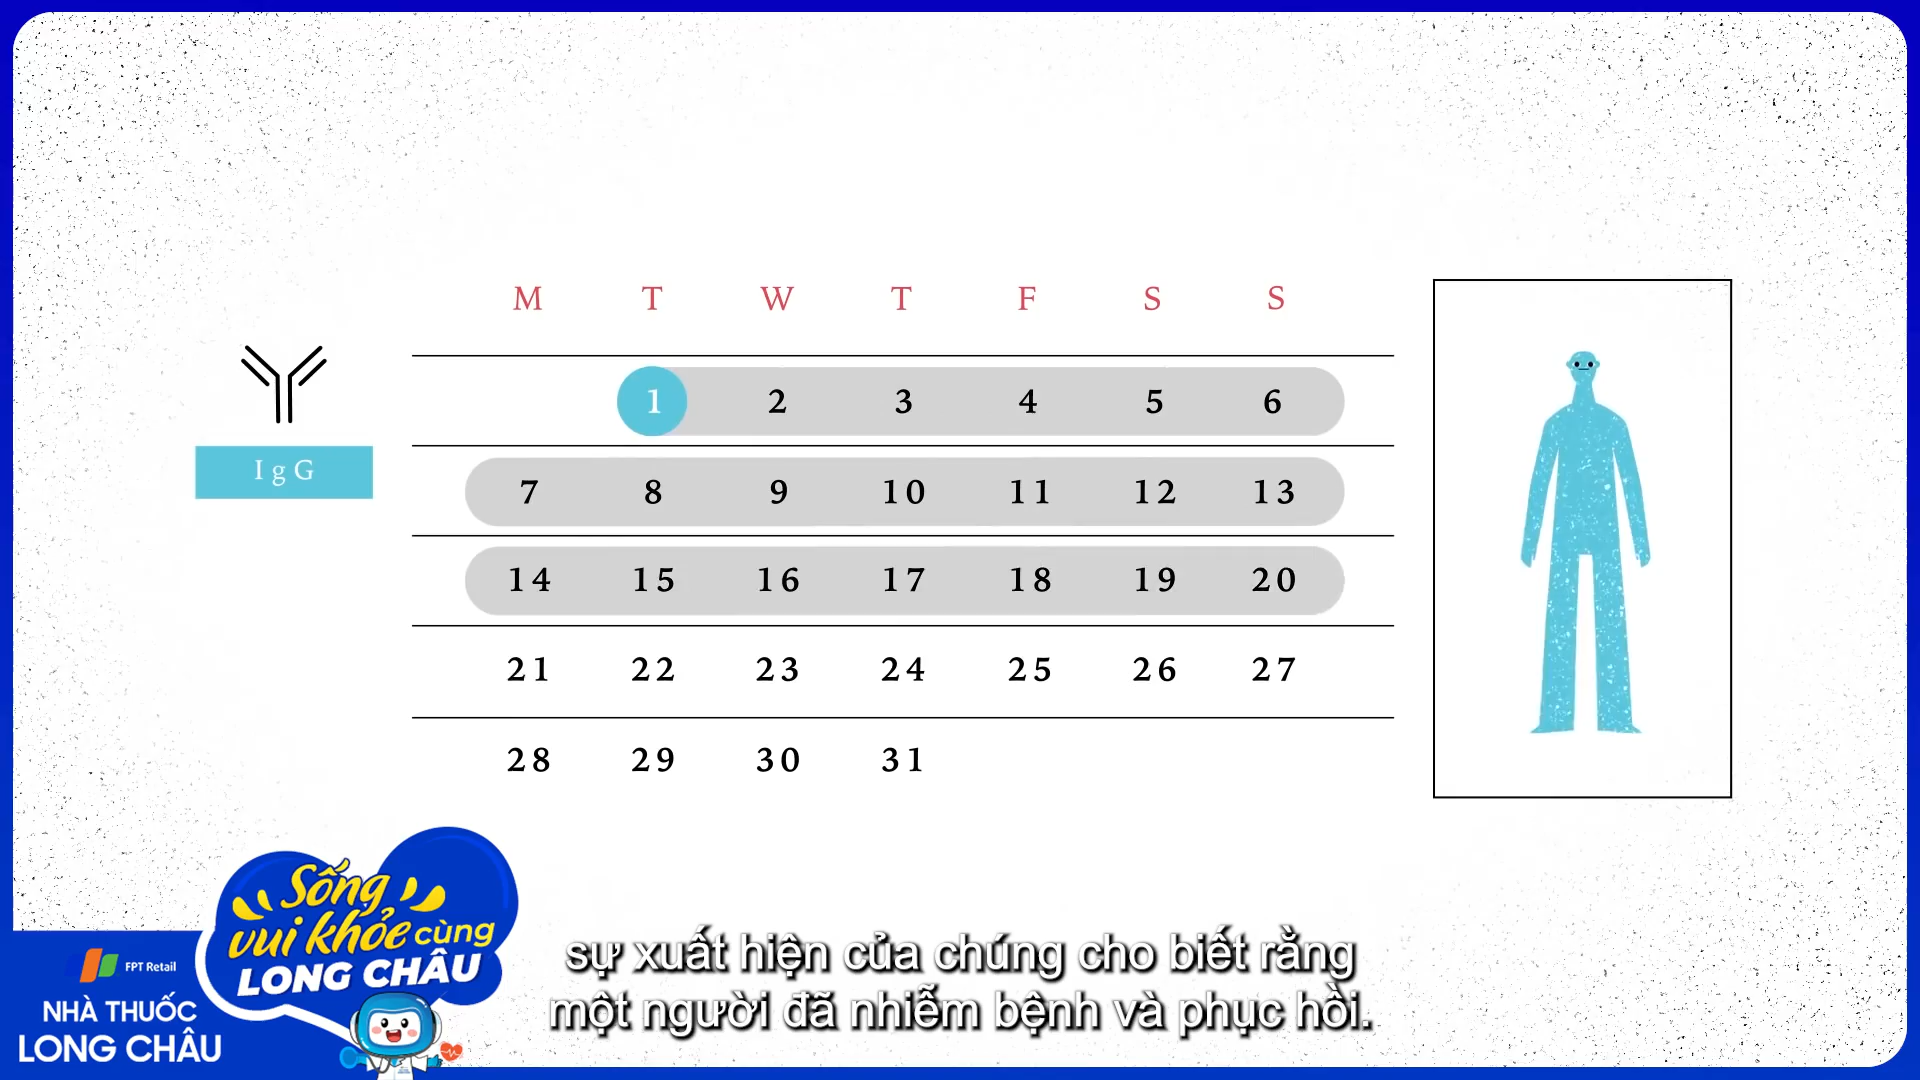 M T W T F S S
1 2 3 4 5 6
IgG
7 8 9 10 11 12 13
14 15 16 17 18 19 20
21 22 23 24 25 26 27
28 29 30 31
Sống
vui khỏe cùng
LONG CHÂU
FPT Retail
NHÀ THUỐC
LONG CHÂU
sự xuất hiện của chúng cho biết rằng
một người đã nhiễm bệnh và phục hồi.